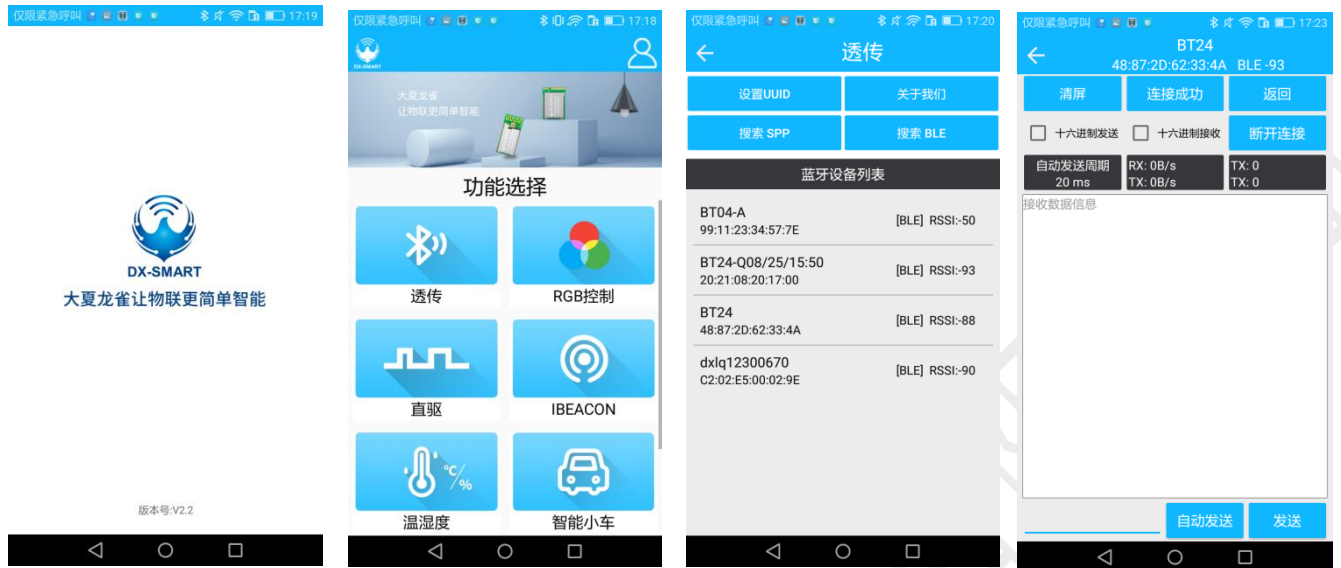 仅限紧急呼叫
17:19
DX-SMART
大夏龙雀让物联更简单智能
版本号:V2.2
仅限紧急呼叫
17:18
DX-SMART
大夏龙雀
让物联更简单智能
功能选择
透传
RGB控制
直驱
IBEACON
℃/%
温湿度
智能小车
仅限紧急呼叫
17:20
透传
设置UUID
关于我们
搜索 SPP
搜索 BLE
蓝牙设备列表
BT04-A
[BLE] RSSI:-50
99:11:23:34:57:7E
BT24-Q08/25/15:50
[BLE] RSSI:-93
20:21:08:20:17:00
BT24
[BLE] RSSI:-88
48:87:2D:62:33:4A
dxlq12300670
[BLE] RSSI:-90
C2:02:E5:00:02:9E
仅限紧急呼叫
17:23
BT24
48:87:2D:62:33:4A BLE -93
清屏
连接成功
返回
十六进制发送
十六进制接收
断开连接
自动发送周期
20 ms
RX: 0B/s
TX: 0B/s
TX: 0
TX: 0
接收数据信息
自动发送
发送